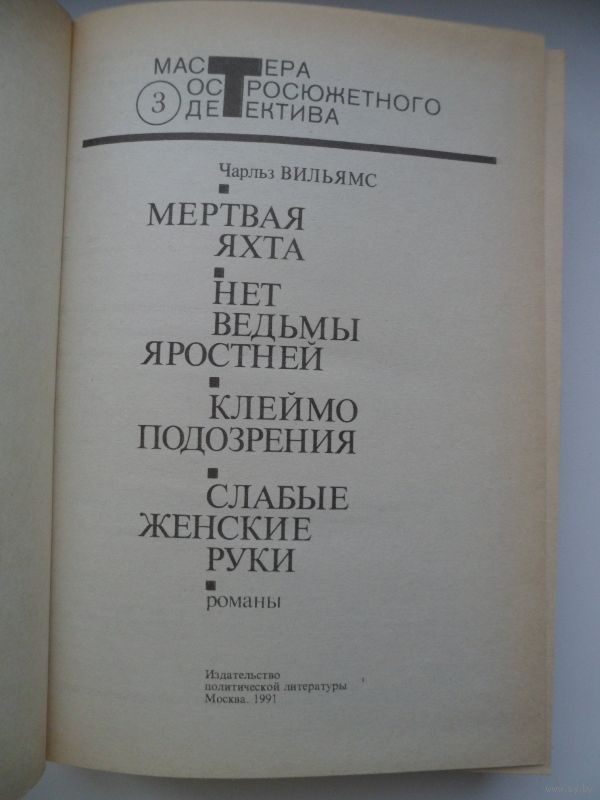 МАСТЕРА
ОСТРОСЮЖЕТНОГО
3 ДЕТЕКТИВА
Чарльз ВИЛЬЯМС
МЕРТВАЯ
ЯХТА
НЕТ
ВЕДЬМЫ
ЯРОСТНЕЙ
КЛЕЙМО
ПОДОЗРЕНИЯ
СЛАБЫЕ
ЖЕНСКИЕ
РУКИ
романы
Издательство
политической литературы
Москва. 1991